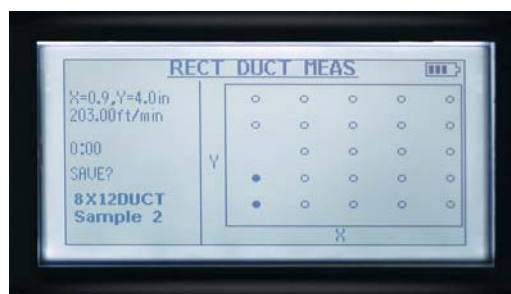 RECT DUCT MEAS
X=0.9,Y=4.0in
203.00ft/min
0:00
SAVE?
8X12DUCT
Sample 2
Y
X